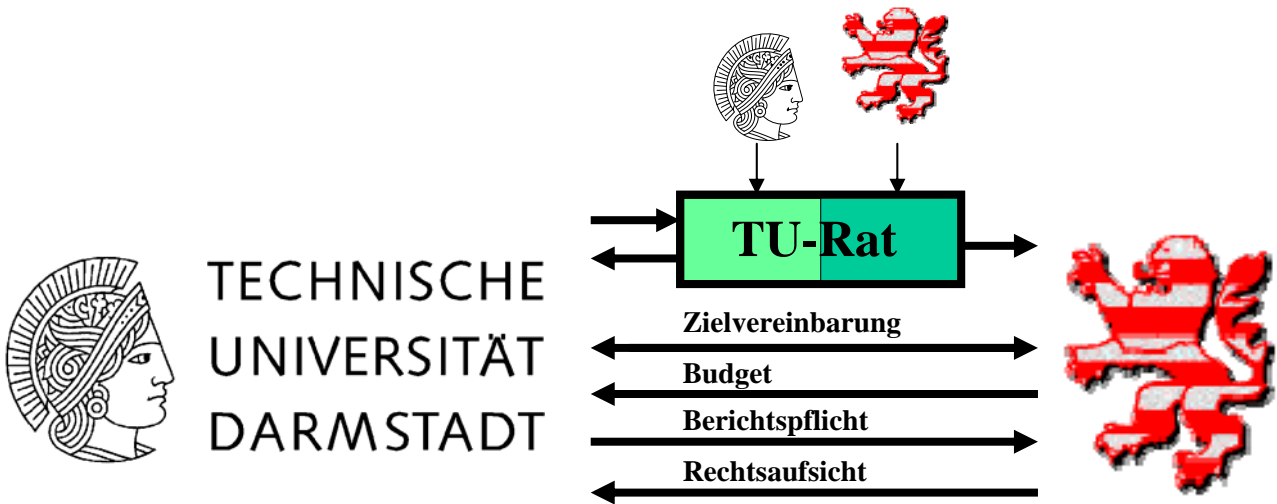 TU-Rat
TECHNISCHE
UNIVERSITÄT
DARMSTADT
Zielvereinbarung
Budget
Berichtspflicht
Rechtsaufsicht